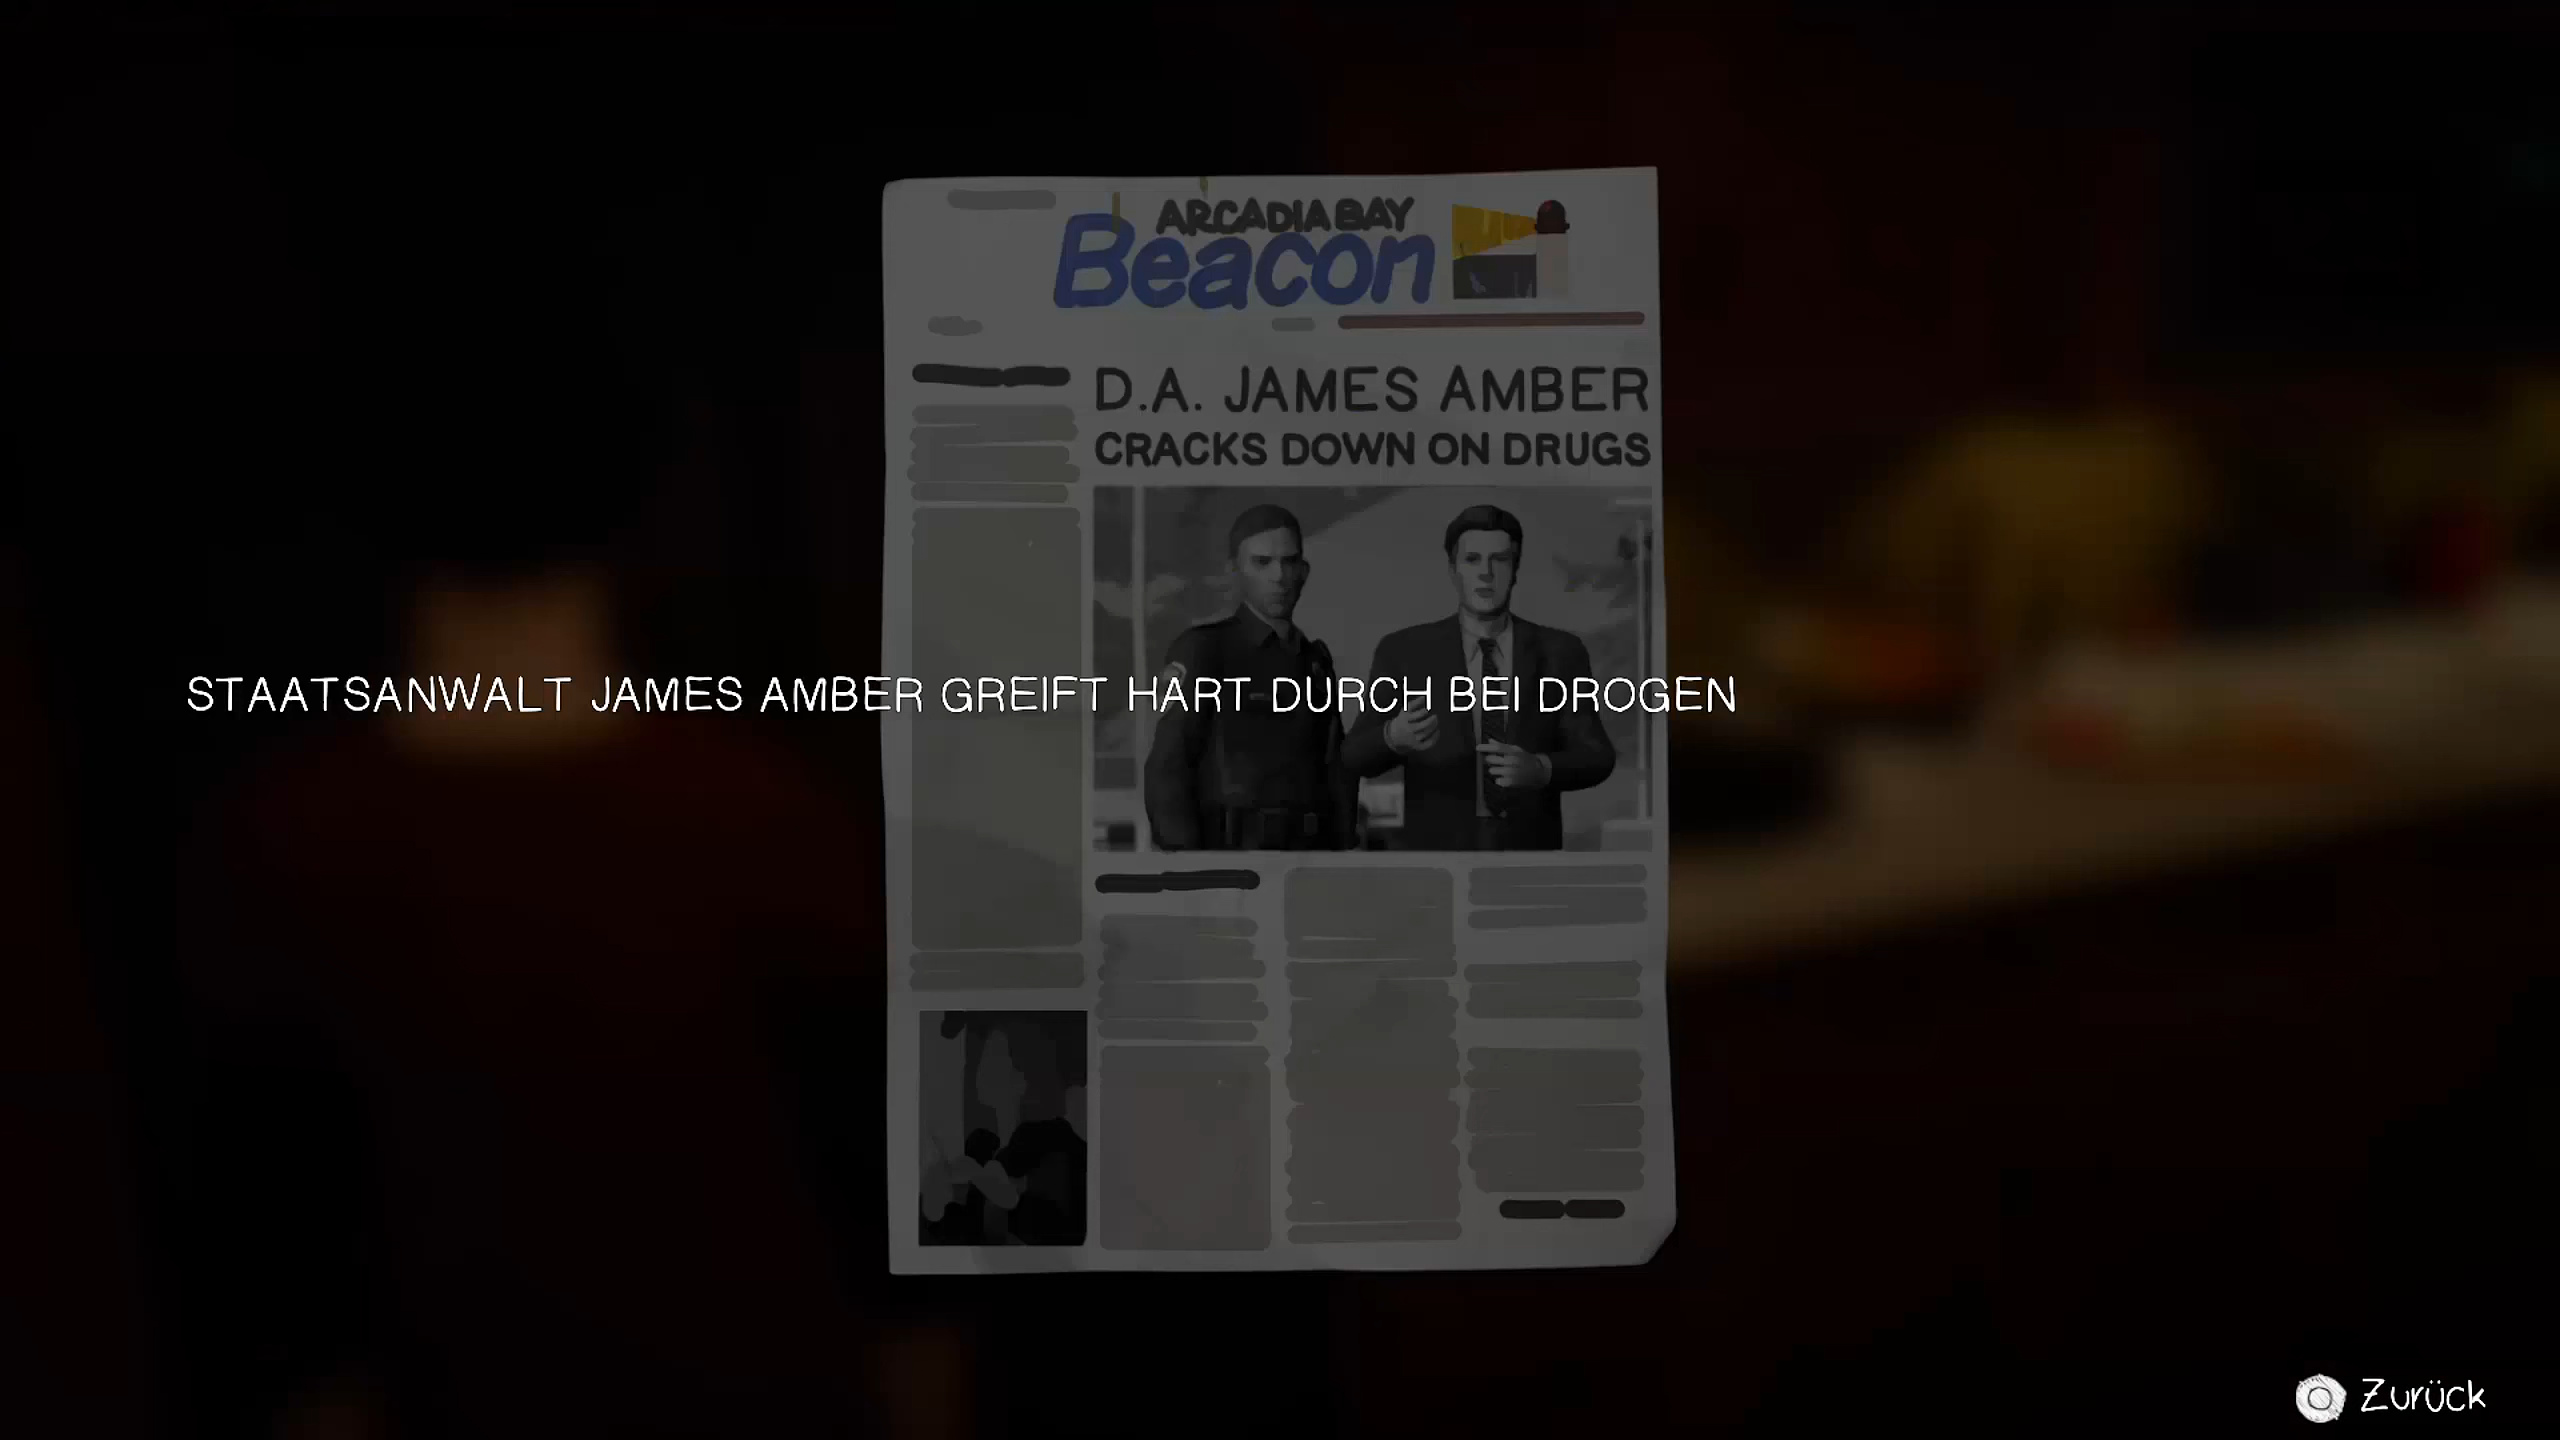 ARCADIA BAY
Beacon
D.A. JAMES AMBER
CRACKS DOWN ON DRUGS
STAATSANWALT JAMES AMBER GREIFT HART DURCH BEI DROGEN
Zurück